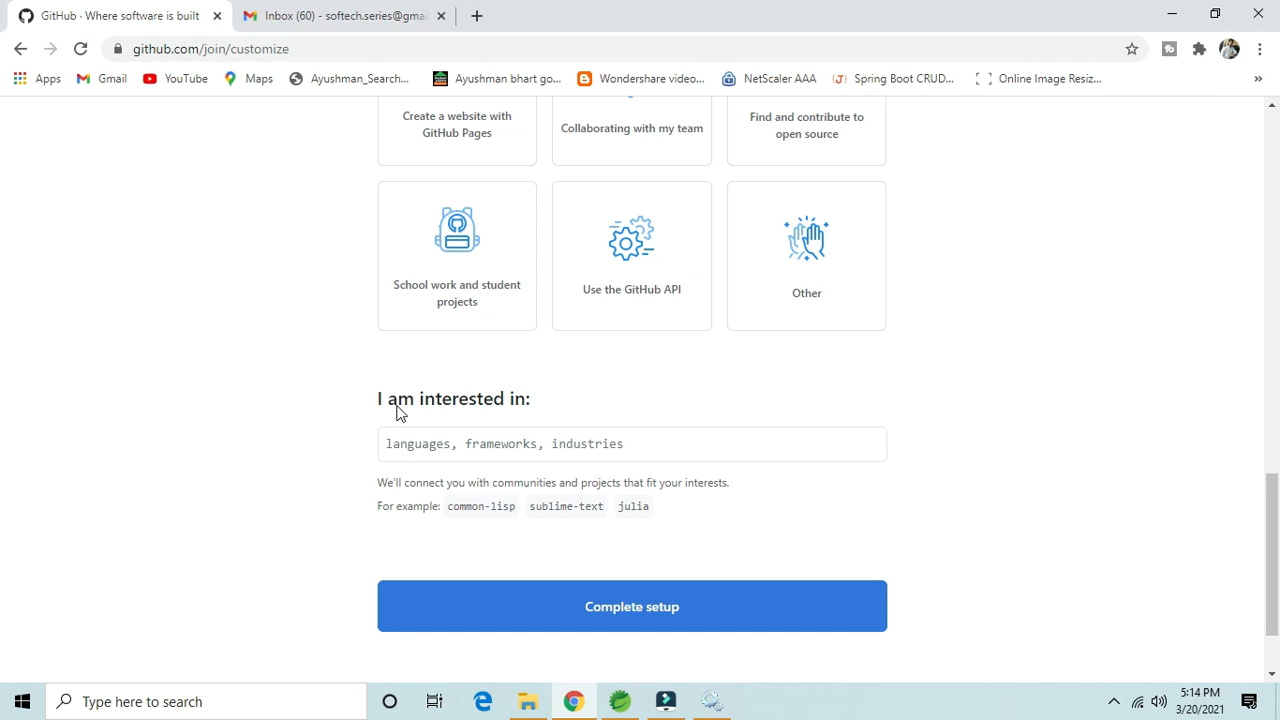 GitHub · Where software is built
Inbox (60) - softech.series@gma
github.com/join/customize
Apps
Gmail
YouTube
Maps
Ayushman_Search...
Ayushman bhart go...
Wondershare video...
NetScaler AAA
Spring Boot CRUD...
Online Image Resiz...
Create a website with
GitHub Pages
Collaborating with my team
Find and contribute to
open source
School work and student
projects
Use the GitHub API
Other
I am interested in:
languages, frameworks, industries
We'll connect you with communities and projects that fit your interests.
For example: common-lisp sublime-text julia
Complete setup
Type here to search
5:14 PM
3/20/2021